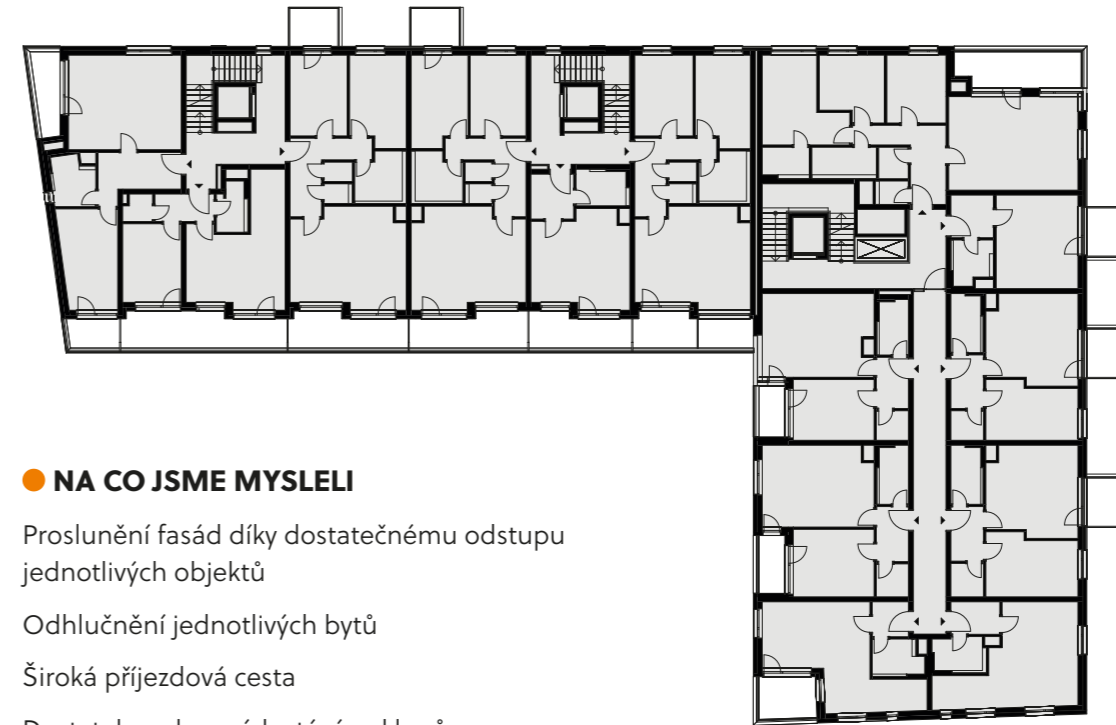 NA CO JSME MYSLELI
Proslunění fasád díky dostatečnému odstupu
jednotlivých objektů
Odhlučnění jednotlivých bytů
Široká příjezdová cesta